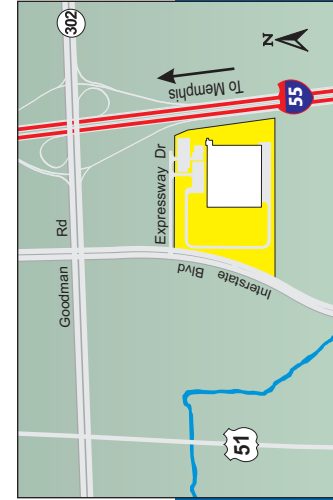 302
N
To Memphis
55
Goodman Rd
Expressway Dr
Interstate Blvd
51